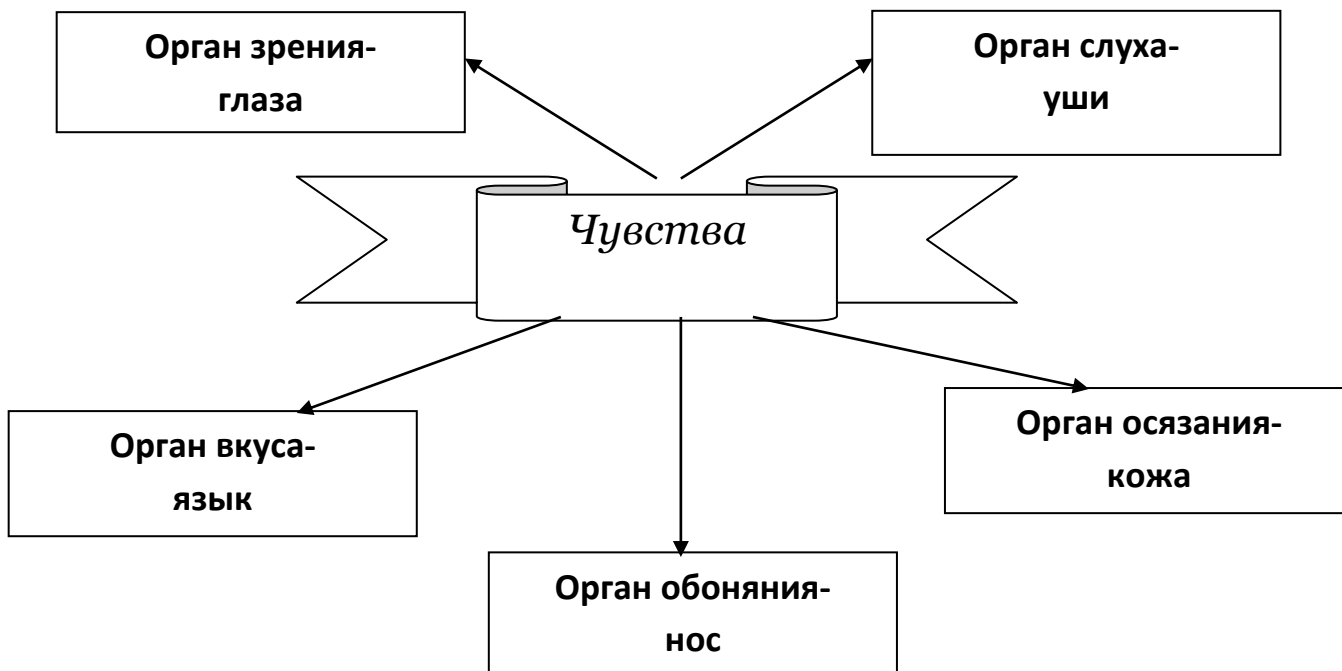 Орган зрения-
глаза
Орган слуха-
уши
Чувства
Орган вкуса-
язык
Орган осязания-
кожа
Орган обоняния-
нос